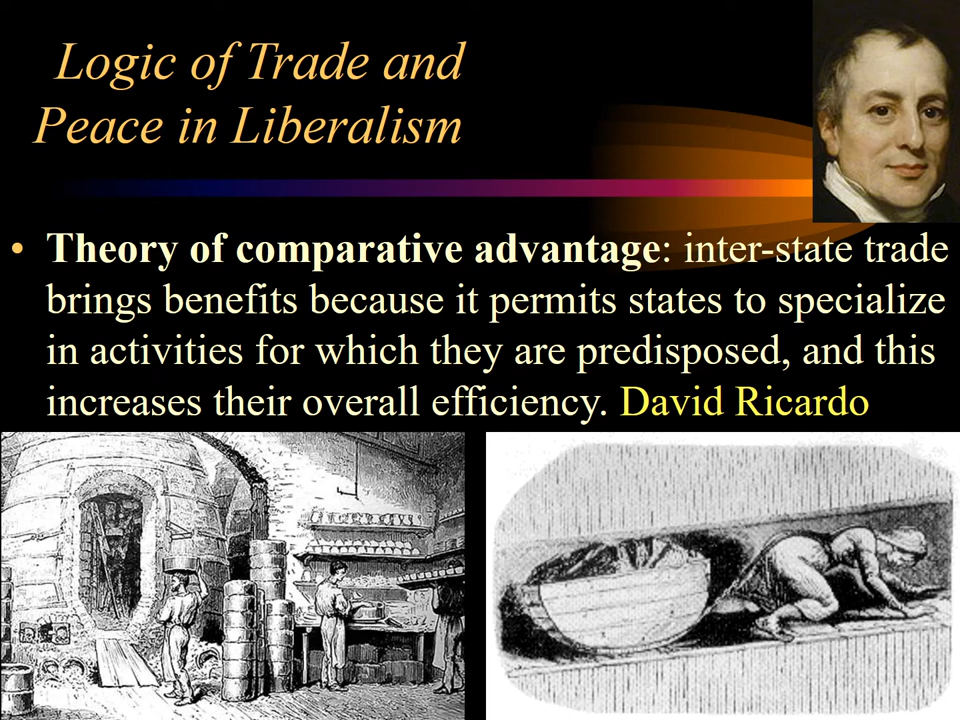 Logic of Trade and
Peace in Liberalism
• Theory of comparative advantage: inter-state trade
brings benefits because it permits states to specialize
in activities for which they are predisposed, and this
increases their overall efficiency. David Ricardo